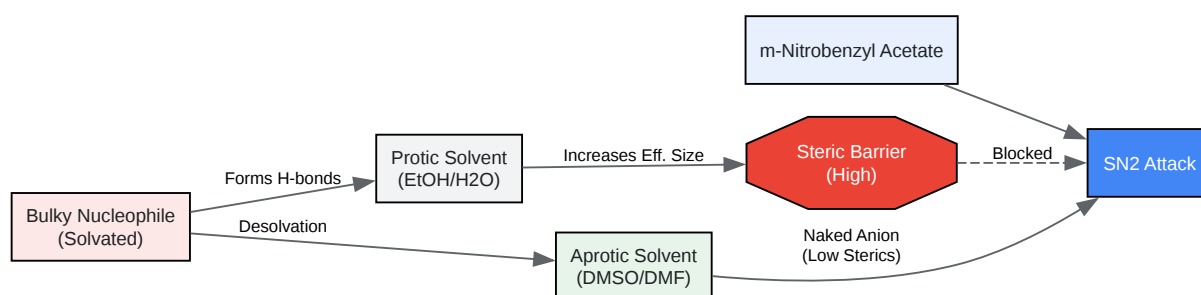 m-Nitrobenzyl Acetate
Protic Solvent
(EtOH/H2O)
Increases Eff. Size
Steric Barrier
(High)
Blocked
SN2 Attack
Forms H-bonds
Bulky Nucleophile
(Solvated)
Desolvation
Aprotic Solvent
(DMSO/DMF)
Naked Anion
(Low Sterics)